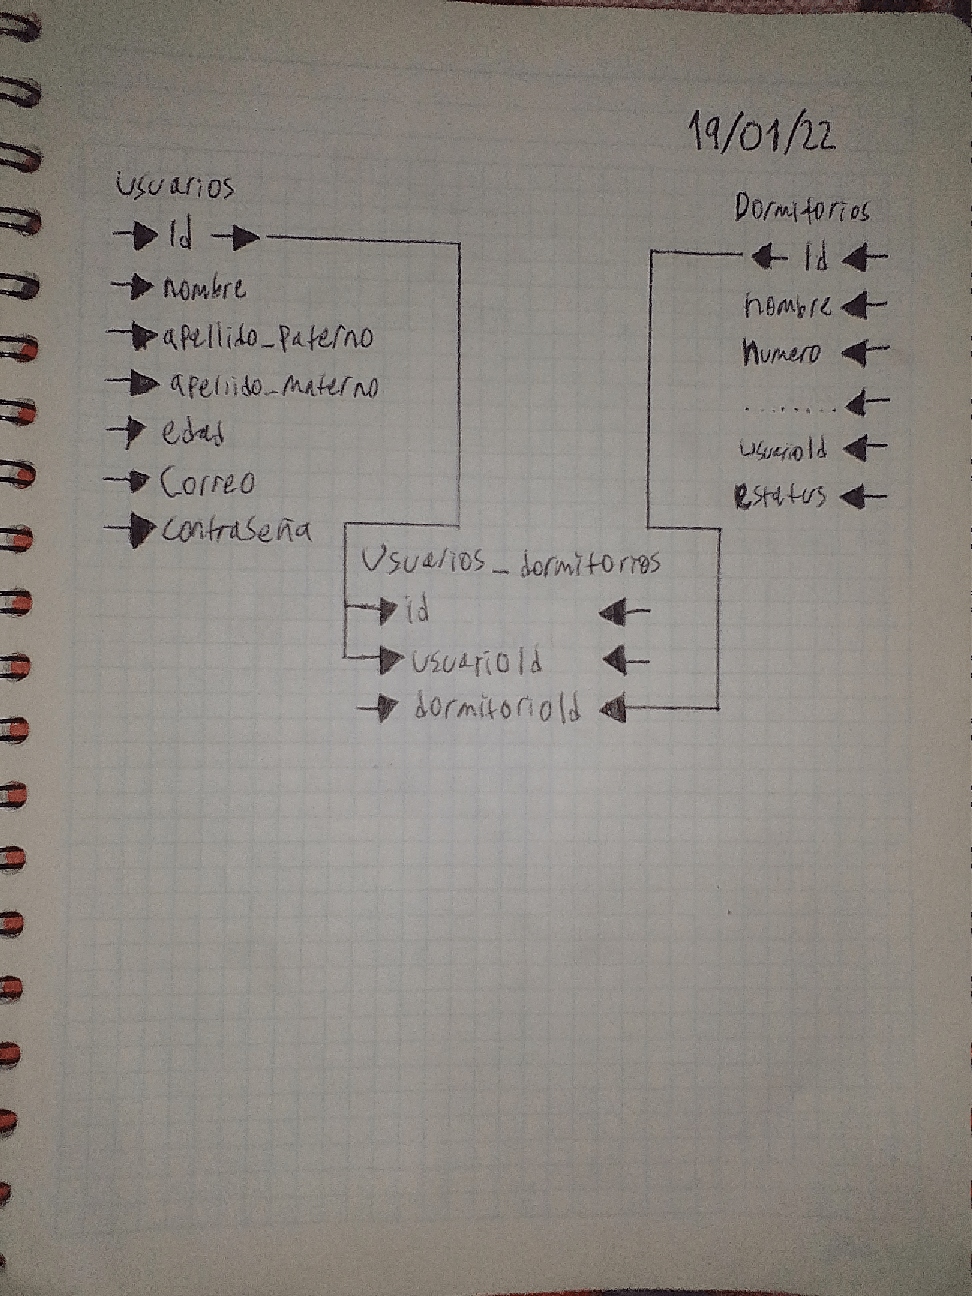 19/01/22
Usuarios
Id
nombre
apellido_paterno
apellido_materno
edad
Correo
contraseña
Dormitorios
Id
nombre
numero
........
usuarioId
estatus
Usuarios_dormitorios
id
usuarioId
dormitorioId